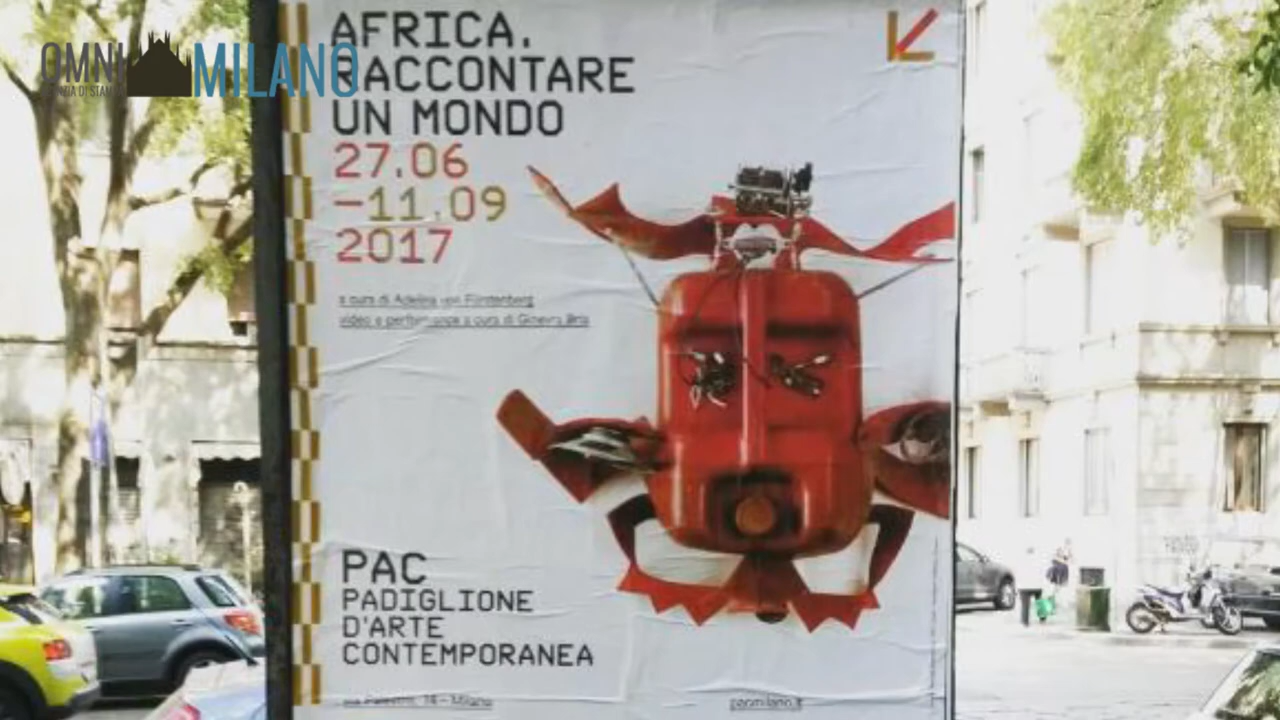 OMNI MILANO
AFRICA.
RACCONTARE
UN MONDO
27.06
–11.09
2017
a cura di Adelina von Fürstenberg
video e performance a cura di Ginevra Bria
PAC
PADIGLIONE
D'ARTE
CONTEMPORANEA
via Palestro, 14 – Milano
pacmilano.it